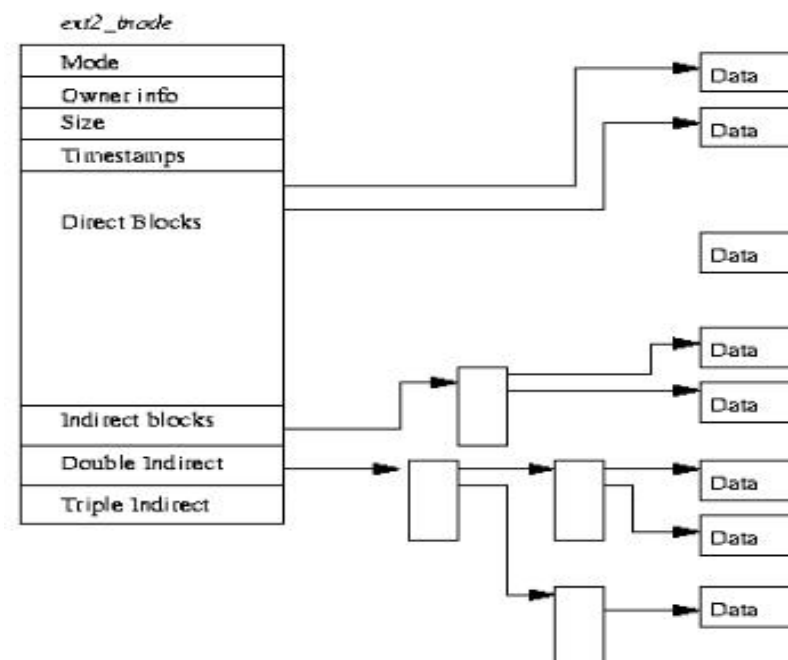 ext2_inode
Mode
Owner info
Size
Timestamps
Direct Blocks
Indirect blocks
Double Indirect
Triple Indirect
Data
Data
Data
Data
Data
Data
Data
Data